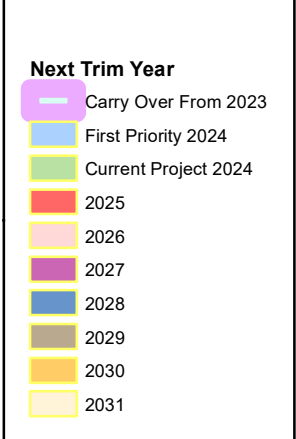 Next Trim Year
Carry Over From 2023
First Priority 2024
Current Project 2024
2025
2026
2027
2028
2029
2030
2031